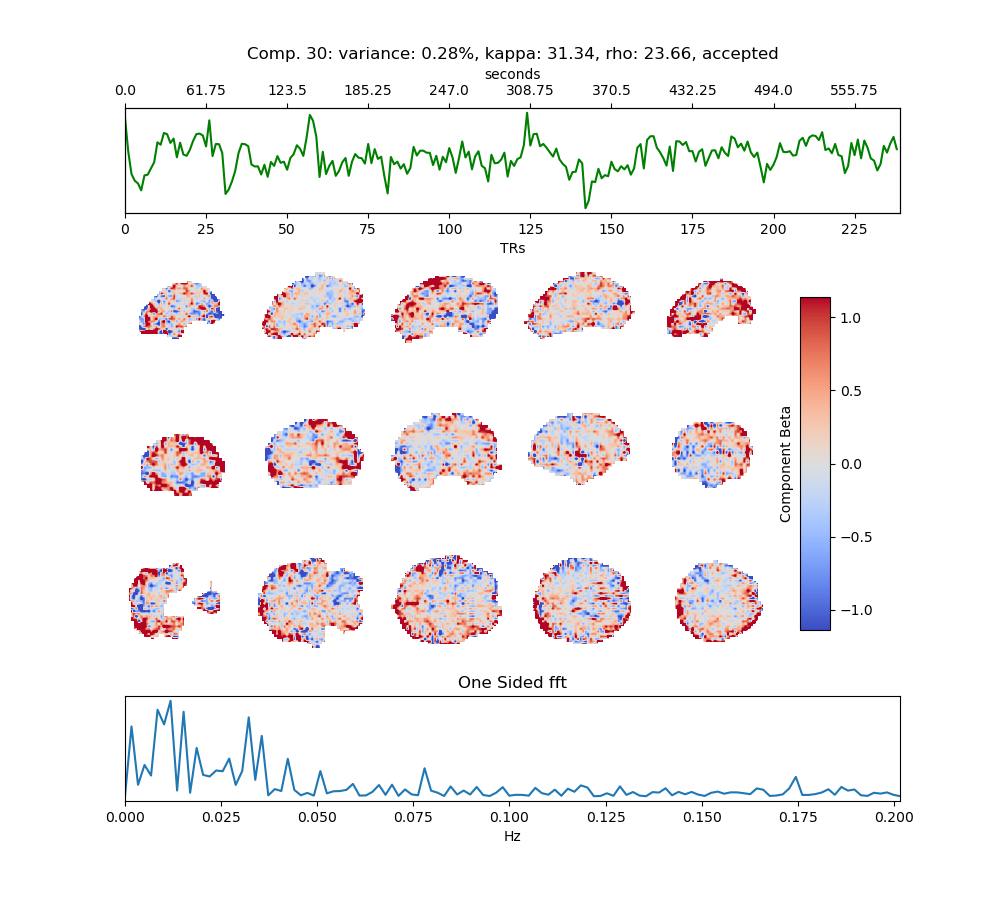 Comp. 30: variance: 0.28%, kappa: 31.34, rho: 23.66, accepted
seconds
0.0 61.75 123.5 185.25 247.0 308.75 370.5 432.25 494.0 555.75
0 25 50 75 100 125 150 175 200 225
TRs
1.0
0.5
0.0
−0.5
−1.0
Component Beta
One Sided fft
0.000 0.025 0.050 0.075 0.100 0.125 0.150 0.175 0.200
Hz